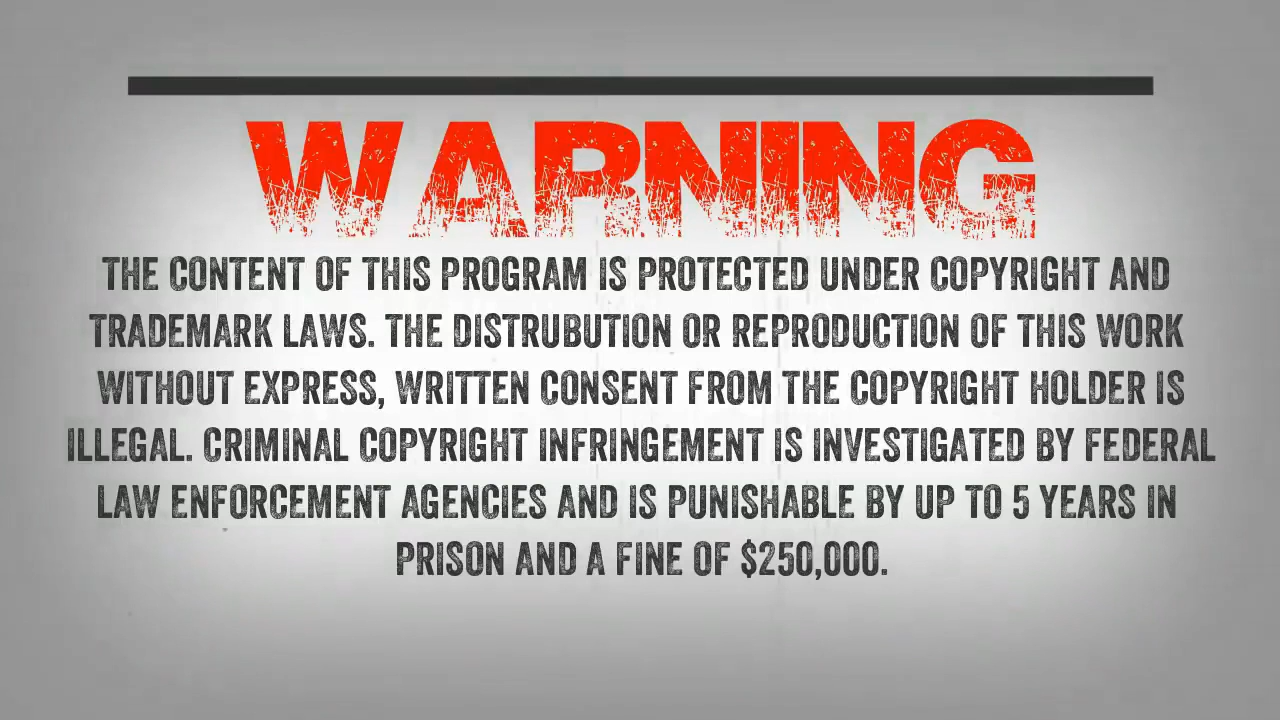 WARNING
THE CONTENT OF THIS PROGRAM IS PROTECTED UNDER COPYRIGHT AND
TRADEMARK LAWS. THE DISTRUBUTION OR REPRODUCTION OF THIS WORK
WITHOUT EXPRESS, WRITTEN CONSENT FROM THE COPYRIGHT HOLDER IS
ILLEGAL. CRIMINAL COPYRIGHT INFRINGEMENT IS INVESTIGATED BY FEDERAL
LAW ENFORCEMENT AGENCIES AND IS PUNISHABLE BY UP TO 5 YEARS IN
PRISON AND A FINE OF $250,000.